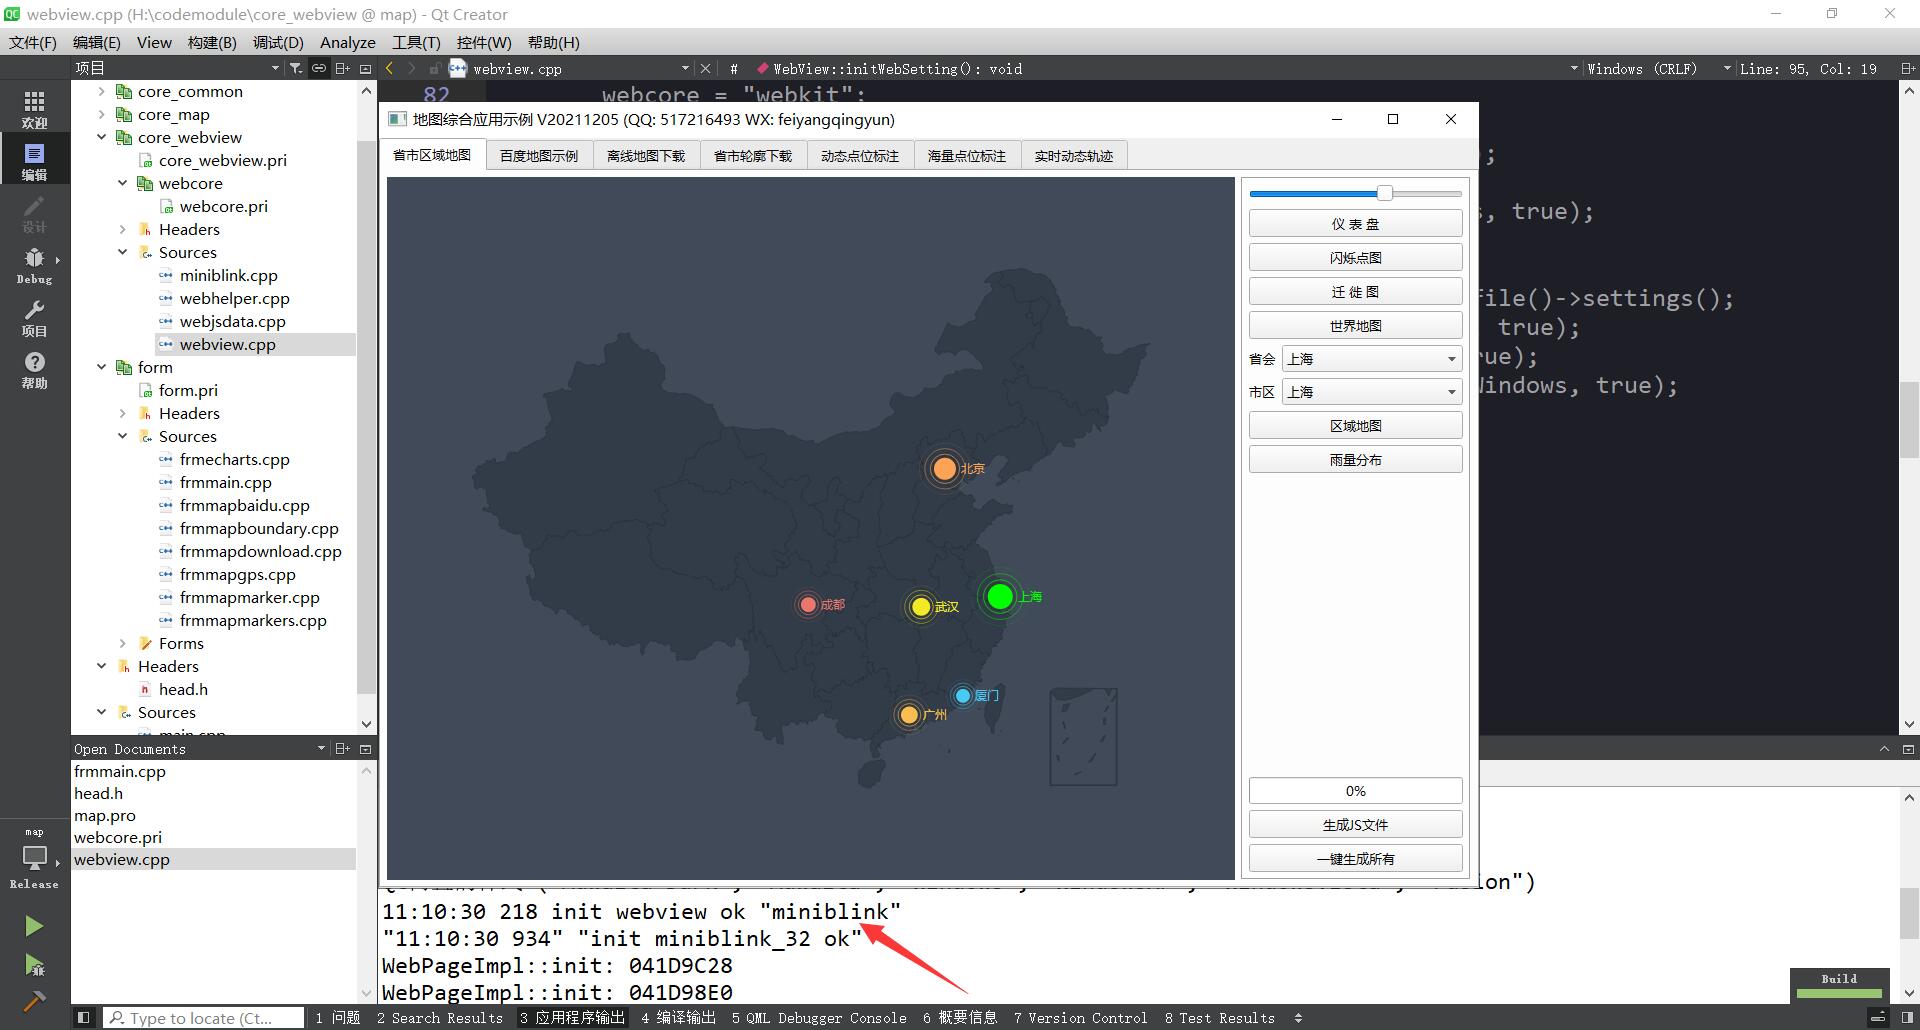 webview.cpp (H:\codemodule\core_webview @ map) - Qt Creator
文件(F) 编辑(E) View 构建(B) 调试(D) Analyze 工具(T) 控件(W) 帮助(H)
项目
webview.cpp
# WebView::initWebSetting(): void
Windows (CRLF)
Line: 95, Col: 19
欢迎
编辑
设计
Debug
项目
帮助
map
Release
core_common
core_map
core_webview
core_webview.pri
webcore
webcore.pri
Headers
Sources
miniblink.cpp
webhelper.cpp
webjsdata.cpp
webview.cpp
form
form.pri
Headers
Sources
frmecharts.cpp
frmmain.cpp
frmmapbaidu.cpp
frmmapboundary.cpp
frmmapdownload.cpp
frmmapgps.cpp
frmmapmarker.cpp
frmmapmarkers.cpp
Forms
Headers
head.h
Sources
main.cpp
Open Documents
frmmain.cpp
head.h
map.pro
webcore.pri
webview.cpp
82 webcore = "webkit";
);
, true);
file()->settings();
true);
rue);
Windows, true);
地图综合应用示例 V20211205 (QQ: 517216493 WX: feiyangqingyun)
省市区域地图 百度地图示例 离线地图下载 省市轮廓下载 动态点位标注 海量点位标注 实时动态轨迹
北京
成都
武汉
上海
厦门
广州
仪 表 盘
闪烁点图
迁 徙 图
世界地图
省会 上海
市区 上海
区域地图
雨量分布
0%
生成JS文件
一键生成所有
ion")
11:10:30 218 init webview ok "miniblink"
"11:10:30 934" "init miniblink_32 ok"
WebPageImpl::init: 041D9C28
WebPageImpl::init: 041D98E0
Build
Type to locate (Ct...
1 问题 2 Search Results 3 应用程序输出 4 编译输出 5 QML Debugger Console 6 概要信息 7 Version Control 8 Test Results